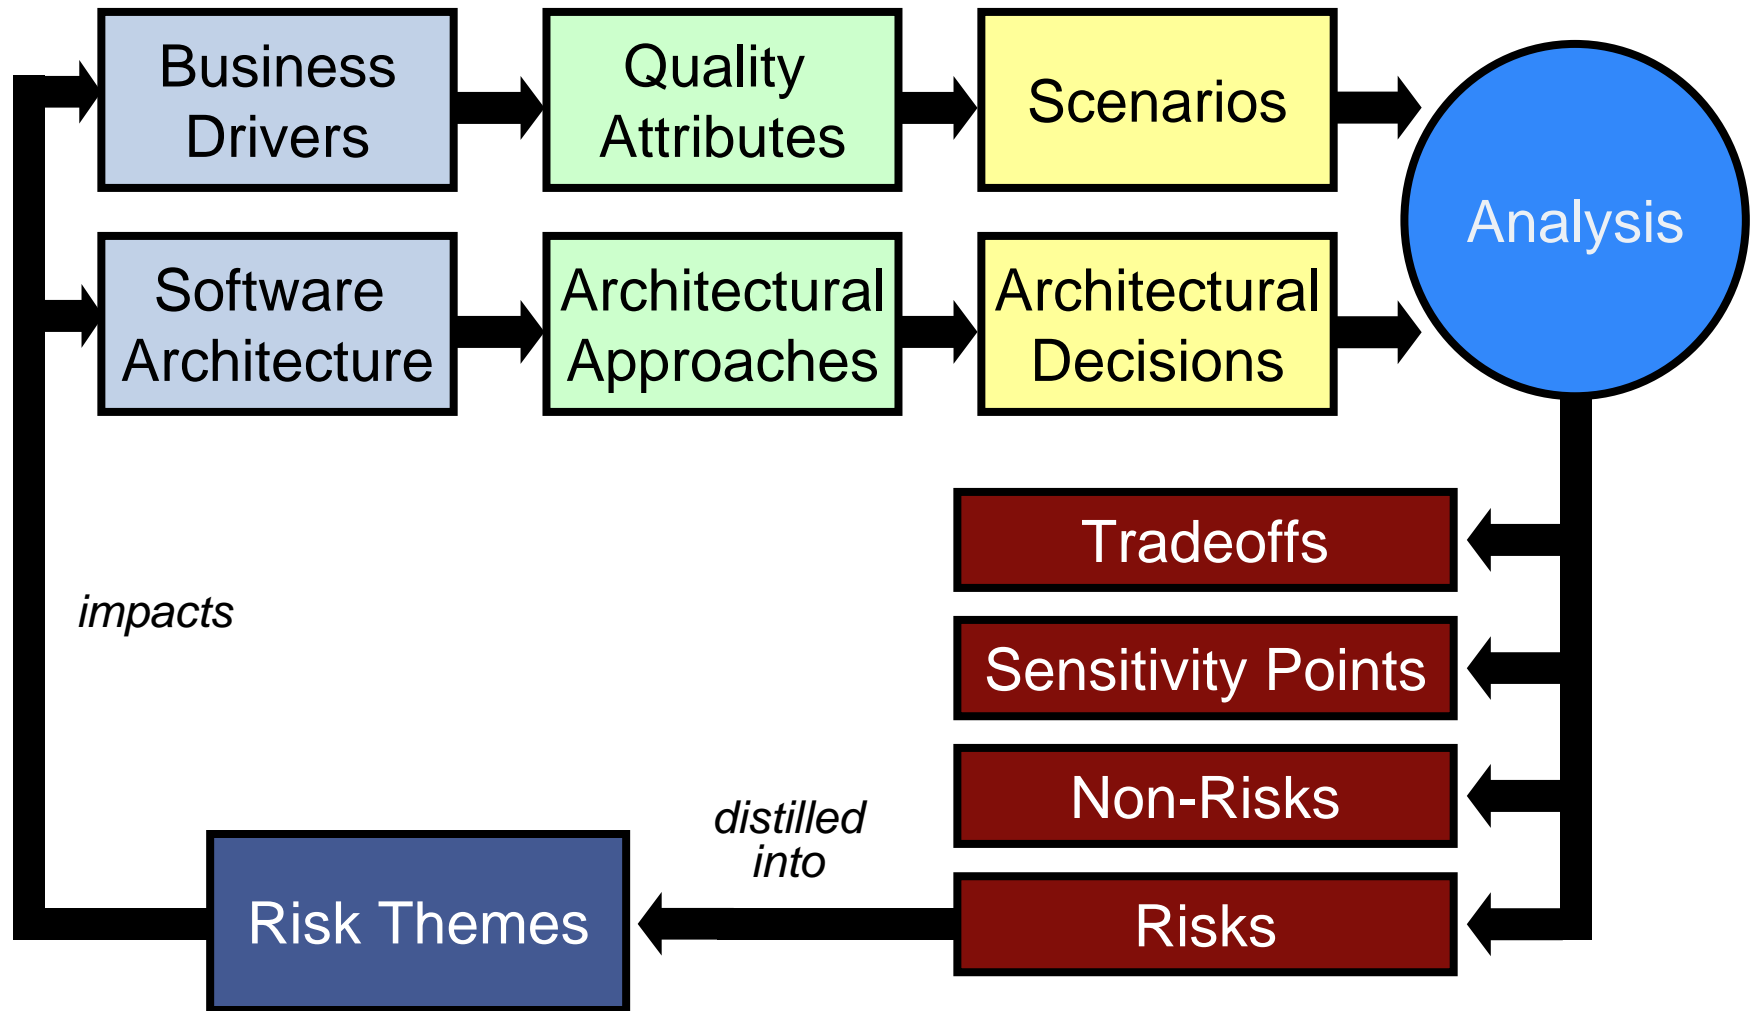 Business
Drivers
Quality
Attributes
Scenarios
Analysis
Software
Architecture
Architectural
Approaches
Architectural
Decisions
Tradeoffs
impacts
Sensitivity Points
Non-Risks
distilled
into
Risk Themes
Risks